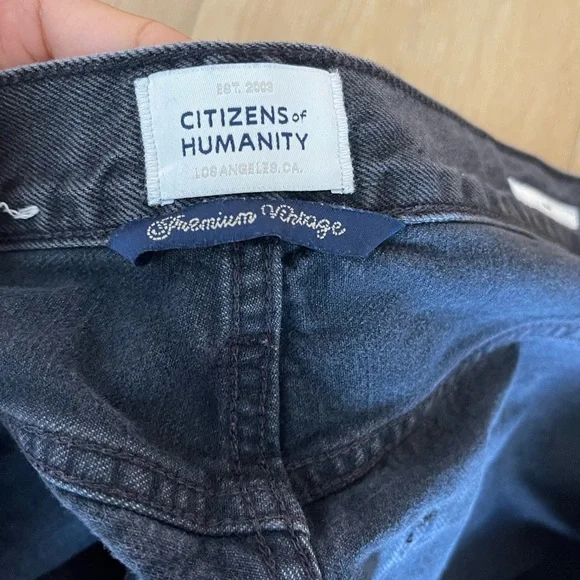 EST. 2003
CITIZENS of
HUMANITY
LOS ANGELES, CA.
Premium Vintage